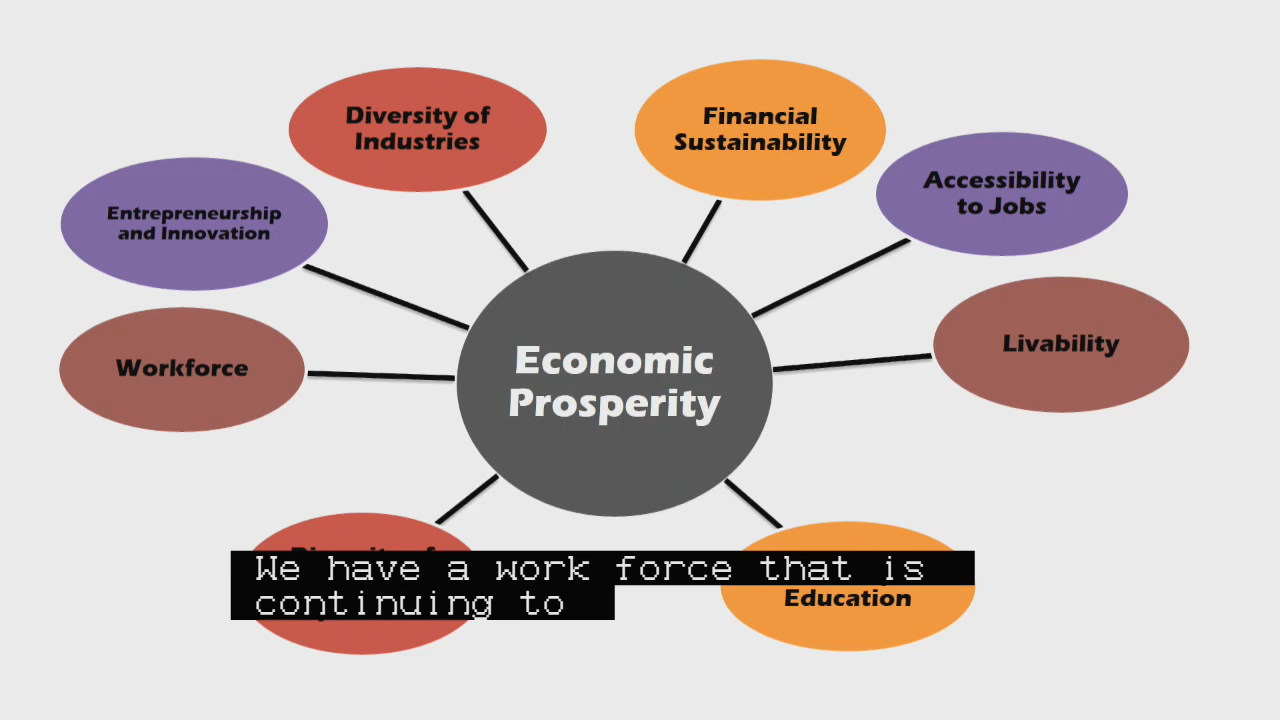 Diversity of
Industries
Financial
Sustainability
Accessibility
to Jobs
Entrepreneurship
and Innovation
Livability
Workforce
Economic
Prosperity
We have a work force that is
continuing to
Education